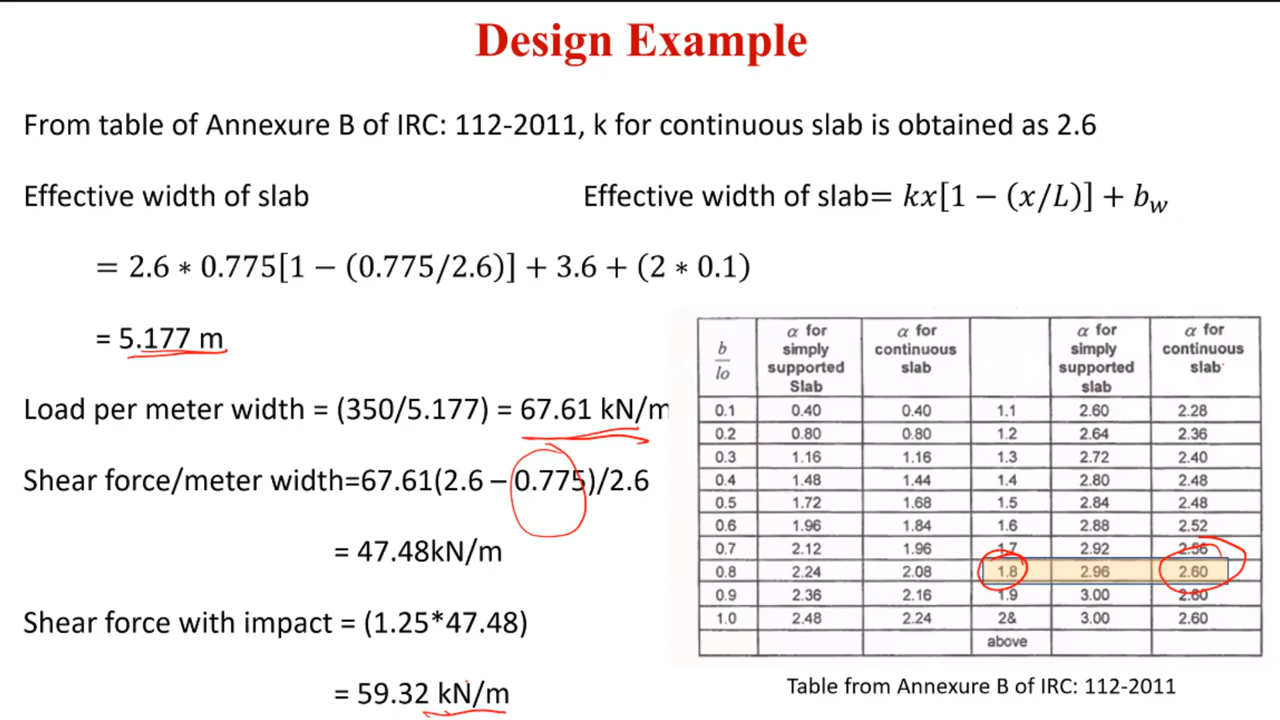 Design Example
From table of Annexure B of IRC: 112-2011, k for continuous slab is obtained as 2.6
Effective width of slab
Effective width of slab= kx[1 − (x/L)] + b_w
= 2.6 ∗ 0.775[1 − (0.775/2.6)] + 3.6 + (2 ∗ 0.1)
= 5.177 m
Load per meter width = (350/5.177) = 67.61 kN/m
Shear force/meter width=67.61(2.6 – 0.775)/2.6
= 47.48kN/m
Shear force with impact = (1.25*47.48)
= 59.32 kN/m
b/lo α for simply supported Slab α for continuous slab α for simply supported slab α for continuous slab
0.1 0.40 0.40 1.1 2.60 2.28
0.2 0.80 0.80 1.2 2.64 2.36
0.3 1.16 1.16 1.3 2.72 2.40
0.4 1.48 1.44 1.4 2.80 2.48
0.5 1.72 1.68 1.5 2.84 2.48
0.6 1.96 1.84 1.6 2.88 2.52
0.7 2.12 1.96 1.7 2.92 2.56
0.8 2.24 2.08 1.8 2.96 2.60
0.9 2.36 2.16 1.9 3.00 2.60
1.0 2.48 2.24 2& above 3.00 2.60
Table from Annexure B of IRC: 112-2011